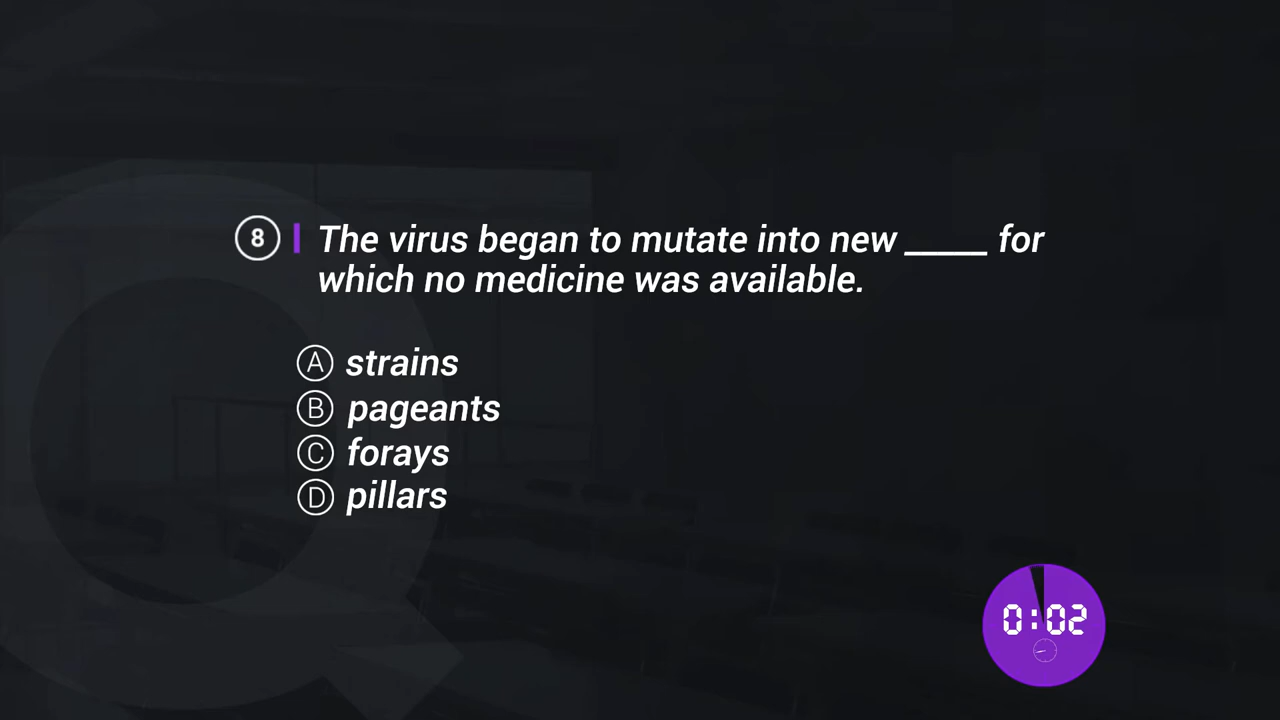 8 The virus began to mutate into new _____ for
which no medicine was available.
A strains
B pageants
C forays
D pillars
0:02